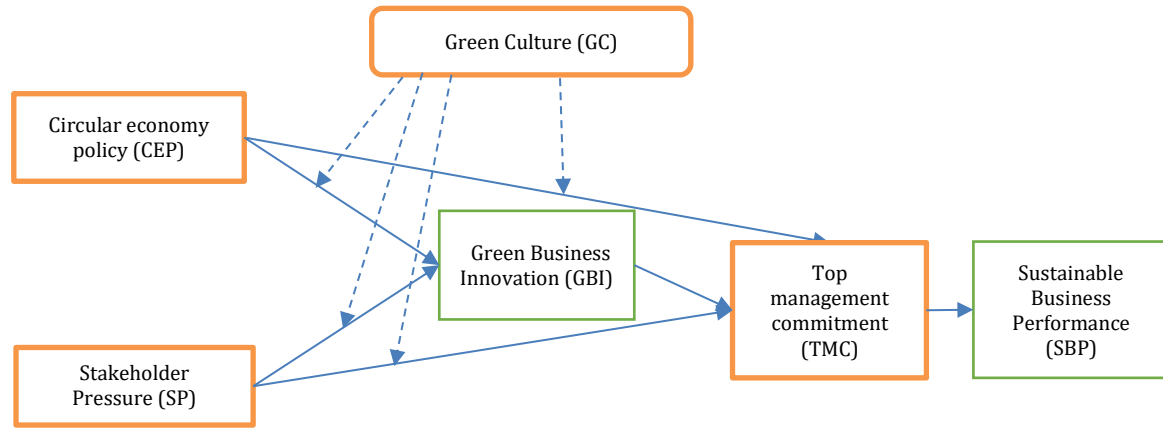 Green Culture (GC)
Circular economy
policy (CEP)
Green Business
Innovation (GBI)
Top
management
commitment
(TMC)
Sustainable
Business
Performance
(SBP)
Stakeholder
Pressure (SP)